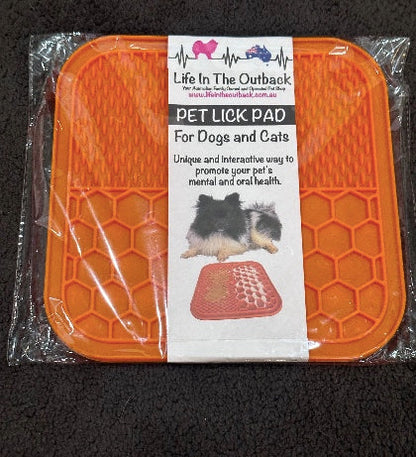 Life In The Outback
Your Australian Family Owned and Operated Pet Shop
www.lifeintheoutback.com.au
PET LICK PAD
For Dogs and Cats
Unique and interactive way to
promote your pet's
mental and oral health.